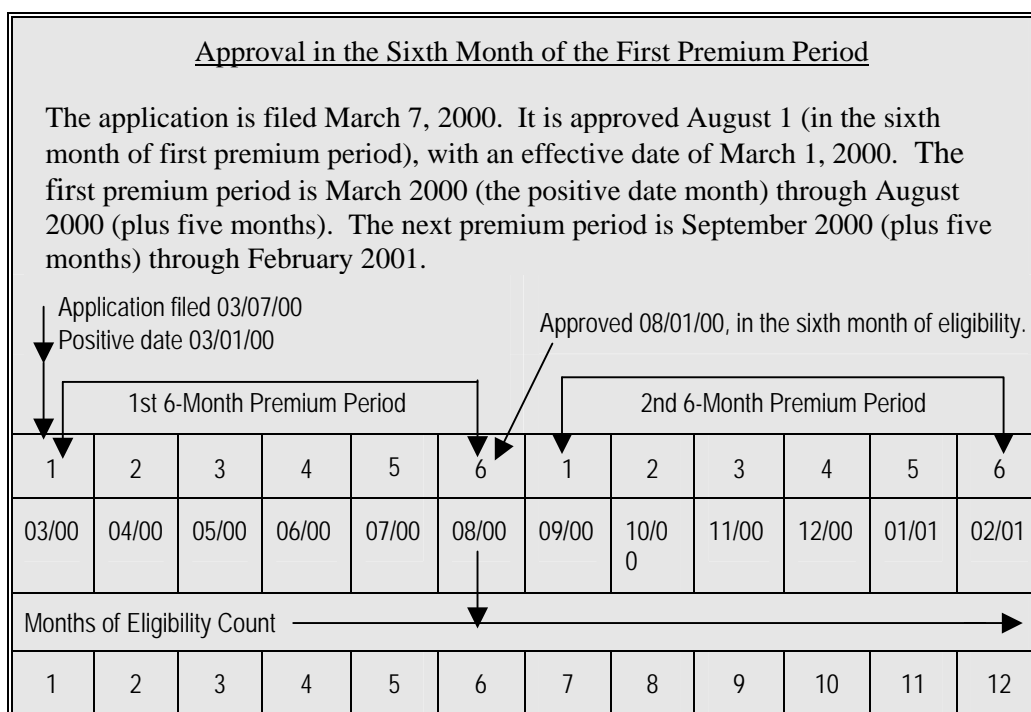 Approval in the Sixth Month of the First Premium Period
The application is filed March 7, 2000. It is approved August 1 (in the sixth
month of first premium period), with an effective date of March 1, 2000. The
first premium period is March 2000 (the positive date month) through August
2000 (plus five months). The next premium period is September 2000 (plus five
months) through February 2001.
Application filed 03/07/00
Positive date 03/01/00
Approved 08/01/00, in the sixth month of eligibility.
1st 6-Month Premium Period 2nd 6-Month Premium Period
1 2 3 4 5 6 1 2 3 4 5 6
03/00 04/00 05/00 06/00 07/00 08/00 09/00 10/0 11/00 12/00 01/01 02/01
0
Months of Eligibility Count
1 2 3 4 5 6 7 8 9 10 11 12